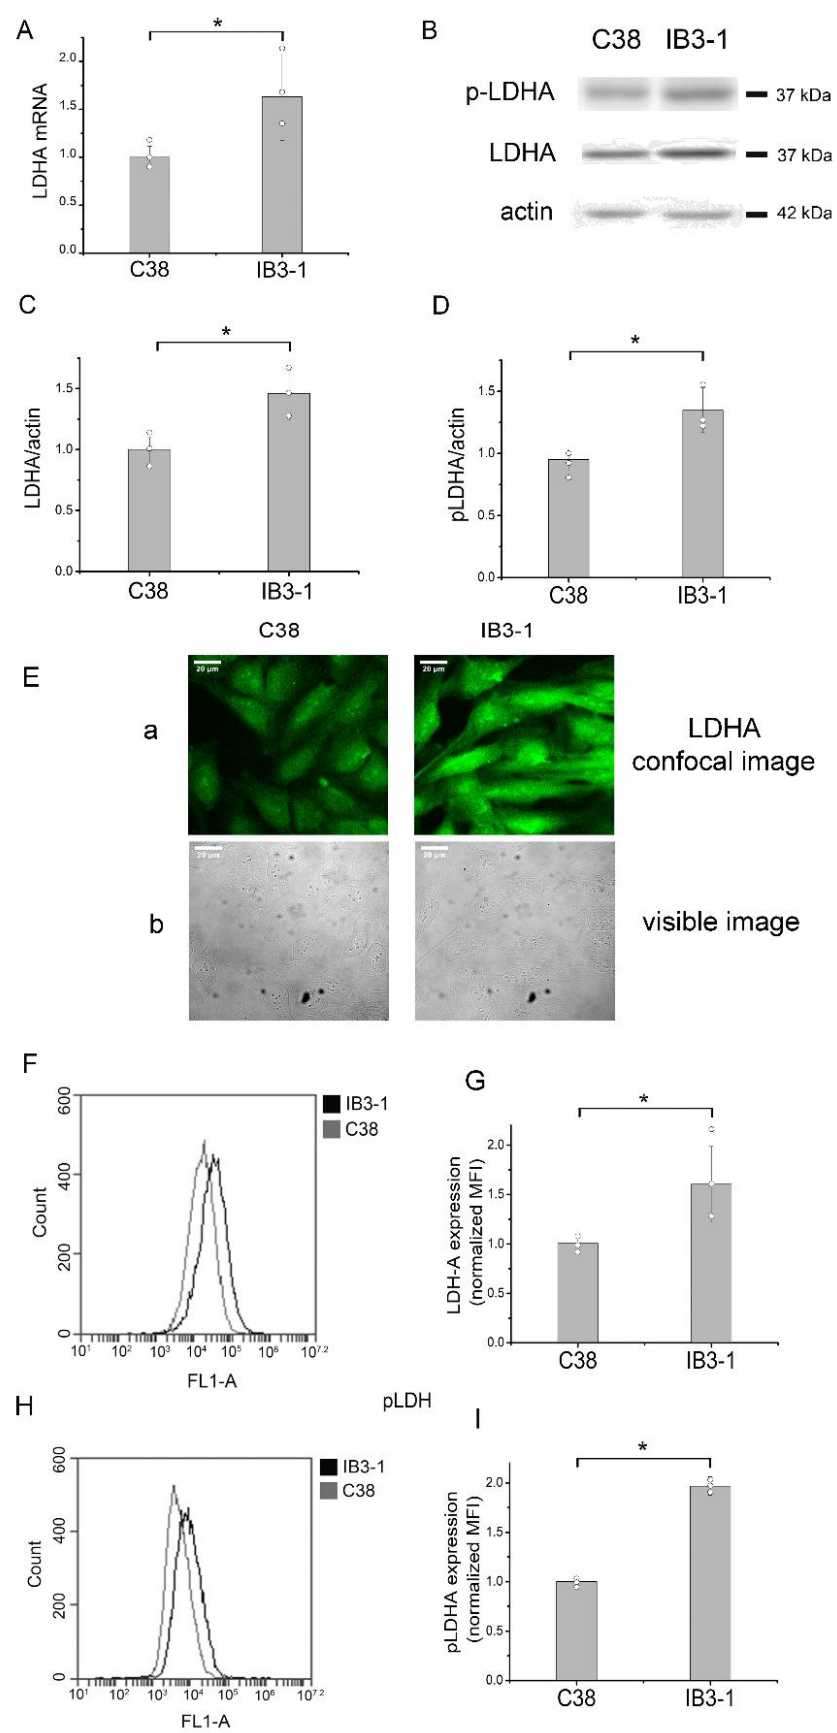 A
*
LDHA mRNA
2.0
1.5
1.0
0.5
0.0
C38 IB3-1
B
C38 IB3-1
p-LDHA 37 kDa
LDHA 37 kDa
actin 42 kDa
C
*
LDHA/actin
1.5
1.0
0.5
0.0
C38 IB3-1
D
*
pLDHA/actin
1.5
1.0
0.5
0.0
C38 IB3-1
C38 IB3-1
E
a
20 µm 20 µm
LDHA
confocal image
b
20 µm 20 µm
visible image
F
600
400
200
0
Count
IB3-1
C38
10¹ 10² 10³ 10⁴ 10⁵ 10⁶ 10⁷·²
FL1-A
G
*
LDH-A expression
(normalized MFI)
2.0
1.5
1.0
0.5
0.0
C38 IB3-1
H
pLDH
600
400
200
0
Count
IB3-1
C38
10¹ 10² 10³ 10⁴ 10⁵ 10⁶ 10⁷·²
FL1-A
I
*
pLDHA expression
(normalized MFI)
2.0
1.5
1.0
0.5
0.0
C38 IB3-1